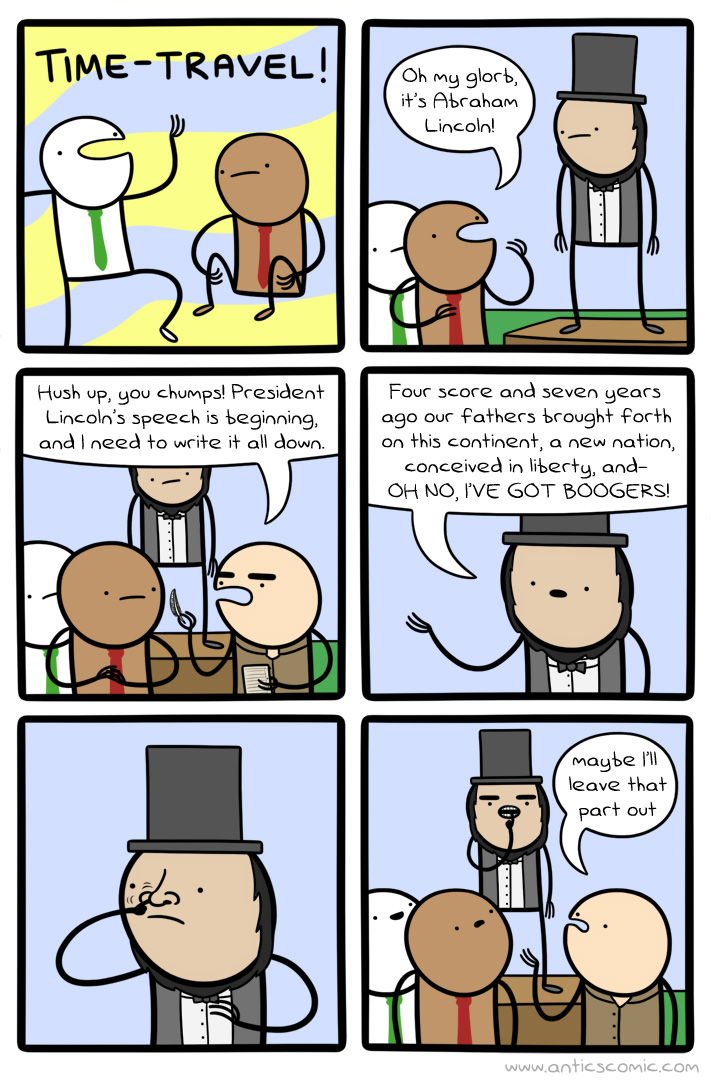 TIME-TRAVEL!
Oh my glorb,
it's Abraham
Lincoln!
Hush up, you chumps! President
Lincoln's speech is beginning,
and I need to write it all down.
Four score and seven years
ago our fathers brought forth
on this continent, a new nation,
conceived in liberty, and-
OH NO, I'VE GOT BOOGERS!
maybe I'll
leave that
part out
www.anticscomic.com